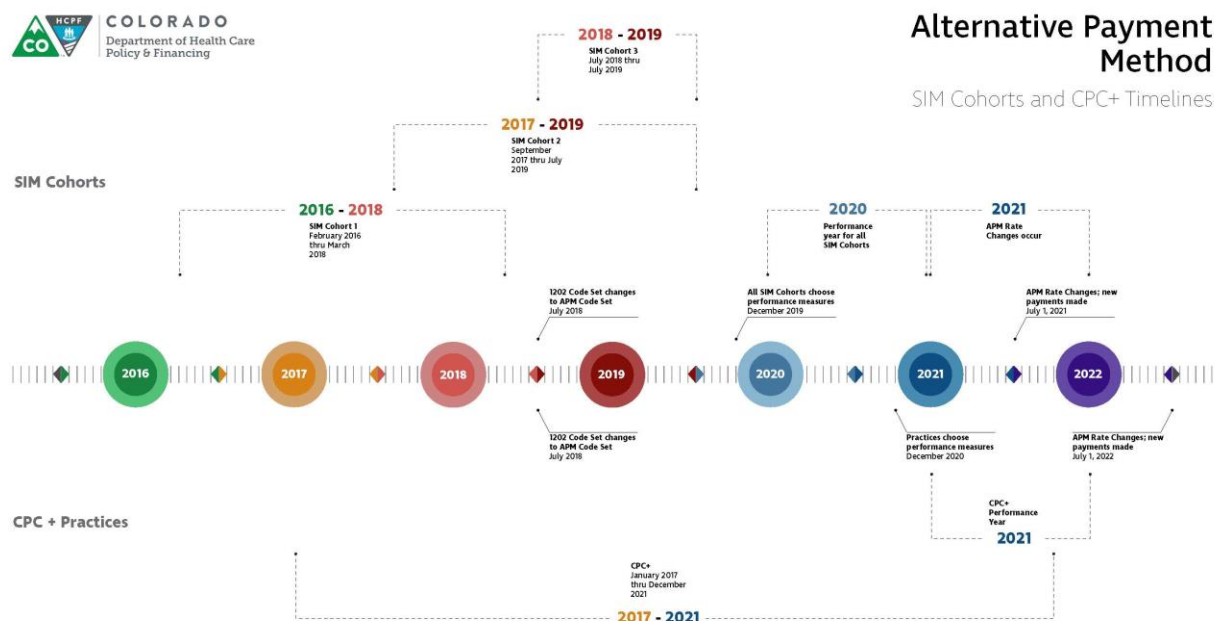 CO
HCPF
COLORADO
Department of Health Care
Policy & Financing
Alternative Payment
Method
SIM Cohorts and CPC+ Timelines
2018 - 2019
SIM Cohort 3
July 2018 thru
July 2019
2017 - 2019
SIM Cohort 2
September
2017 thru July
2019
SIM Cohorts
2016 - 2018
SIM Cohort 1
February 2016
thru March
2018
2020
Performance
year for all
SIM Cohorts
2021
APM Rate
Changes occur
1202 Code Set changes
to APM Code Set
July 2018
All SIM Cohorts choose
performance measures
December 2019
APM Rate Changes; new
payments made
July 1, 2021
2016
2017
2018
2019
2020
2021
2022
1202 Code Set changes
to APM Code Set
July 2018
Practices choose
performance measures
December 2020
APM Rate Changes; new
payments made
July 1, 2022
CPC + Practices
CPC+
Performance
Year
2021
CPC+
January 2017
thru December
2021
2017 - 2021